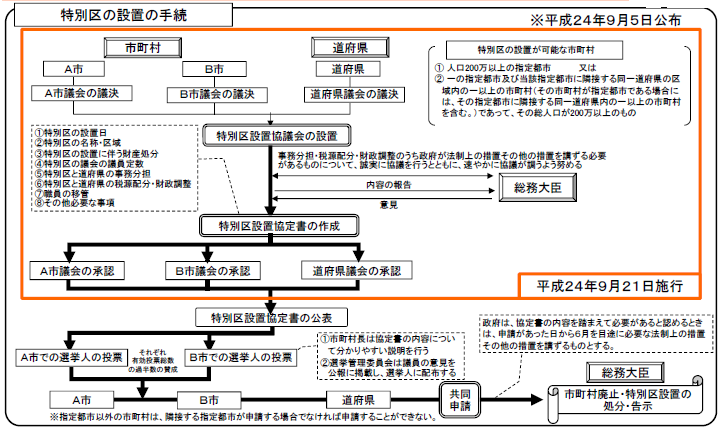 特別区の設置の手続
※平成24年9月5日公布
市町村
道府県
A市
B市
道府県
A市議会の議決
B市議会の議決
道府県議会の議決
特別区の設置が可能な市町村
① 人口200万以上の指定都市 又は
② 一の指定都市及び当該指定都市に隣接する同一道府県の区
域内の一以上の市町村(その市町村が指定都市である場合に
は、その指定都市に隣接する同一道府県内の一以上の市町村
を含む。)であって、その総人口が200万以上のもの
特別区設置協議会の設置
①特別区の設置日
②特別区の名称・区域
③特別区の設置に伴う財産処分
④特別区の議会の議員定数
⑤特別区と道府県の事務分担
⑥特別区と道府県の税源配分・財政調整
⑦職員の移管
⑧その他必要な事項
事務分担・税源配分・財政調整のうち政府が法制上の措置その他の措置を講ずる必要
があるものについて、誠実に協議を行うとともに、速やかに協議が調うよう努める
内容の報告
意見
総務大臣
特別区設置協定書の作成
A市議会の承認
B市議会の承認
道府県議会の承認
平成24年9月21日施行
特別区設置協定書の公表
A市での選挙人の投票
それぞれ
有効投票総数
の過半数の賛成
B市での選挙人の投票
①市町村長は協定書の内容につい
て分かりやすい説明を行う
②選挙管理委員会は議員の意見を
公報に掲載し、選挙人に配布する
政府は、協定書の内容を踏まえて必要があると認めるとき
は、申請があった日から6月を目途に必要な法制上の措置
その他の措置を講ずるものとする。
A市
B市
道府県
共同
申請
総務大臣
市町村廃止・特別区設置の
処分・告示
※指定都市以外の市町村は、隣接する指定都市が申請する場合でなければ申請することができない。